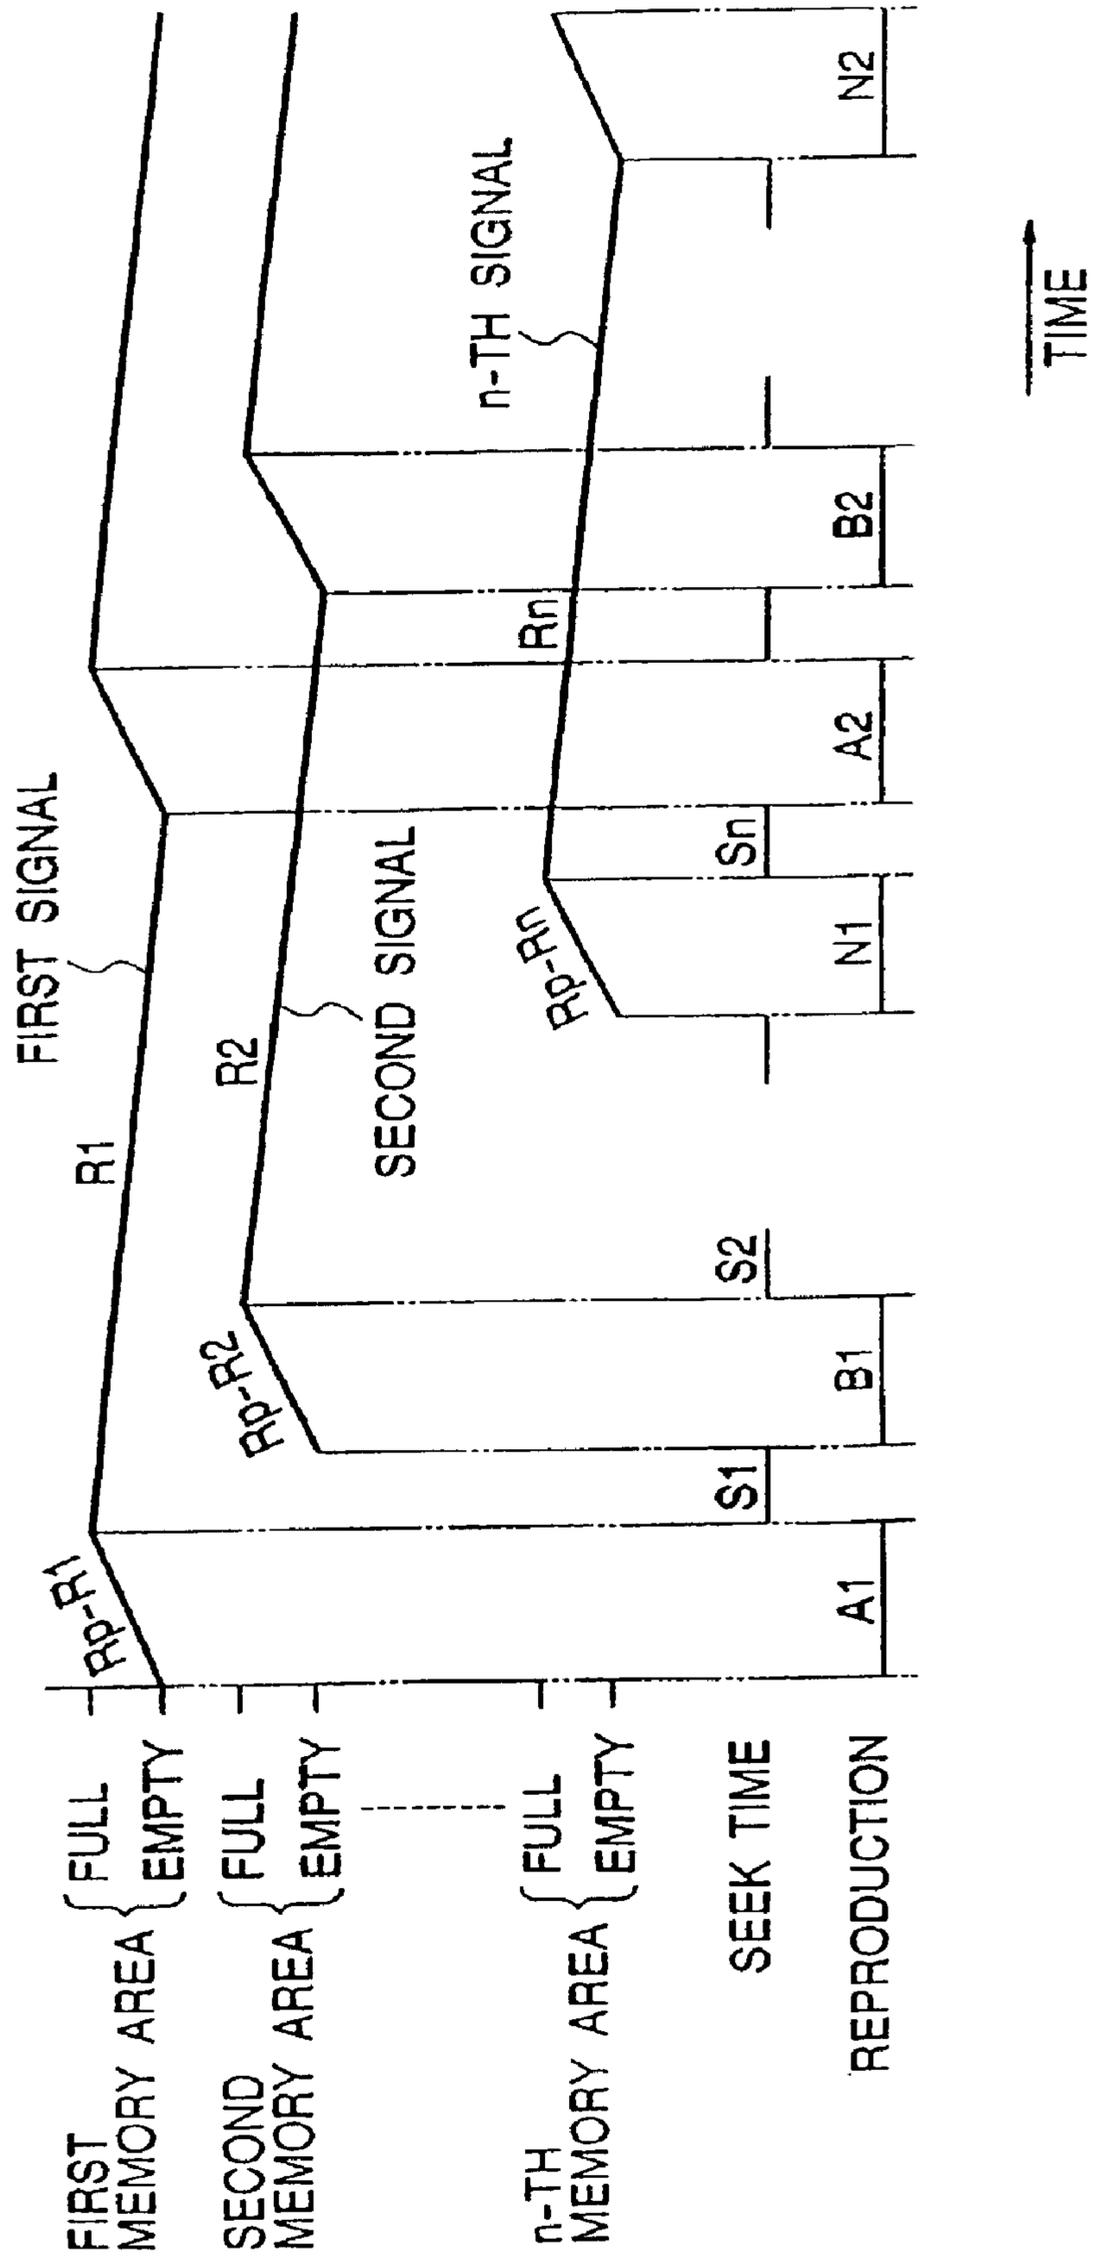 FIRST SIGNAL
R1
Rp-R1
R2
SECOND SIGNAL
Rp-R2
n-TH SIGNAL
Rn
Rp-Rn
FIRST
MEMORY AREA
FULL
EMPTY
SECOND
MEMORY AREA
FULL
EMPTY
n-TH
MEMORY AREA
FULL
EMPTY
SEEK TIME
S1
S2
Sn
REPRODUCTION
A1
B1
N1
A2
B2
N2
TIME